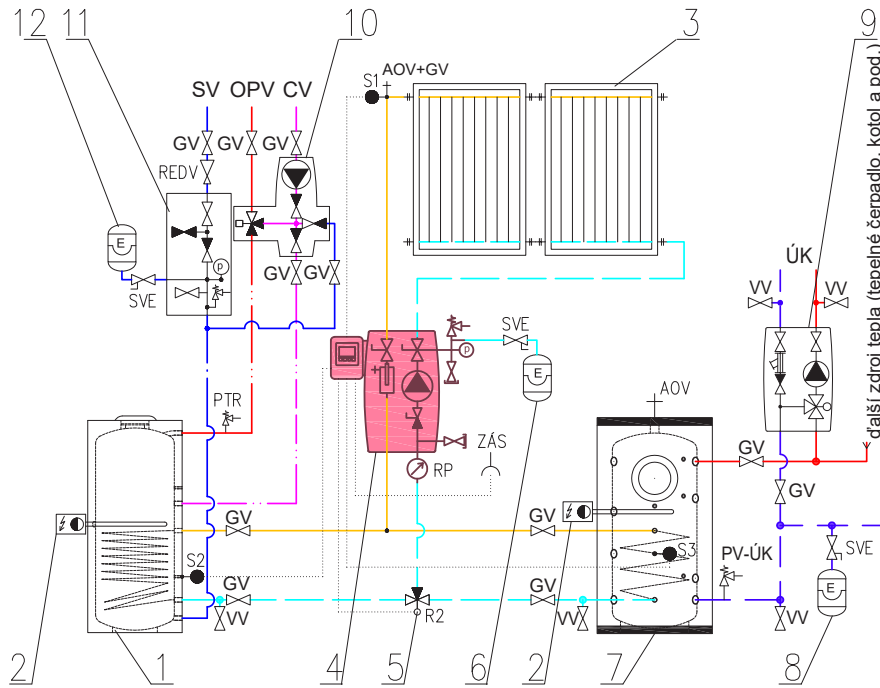 12
11
10
3
9
SV
OPV
CV
S1
AOV+GV
GV
GV
GV
REDV
ďalší zdroj tepla (tepelné čerpadlo, kotol a pod.)
ÚK
E
SVE
P
GV
GV
VV
VV
SVE
P
E
PTR
AOV
ZÁS
RP
GV
GV
GV
GV
S2
S3
PV-ÚK
SVE
GV
GV
E
VV
R2
VV
VV
2
1
4
5
6
2
7
8